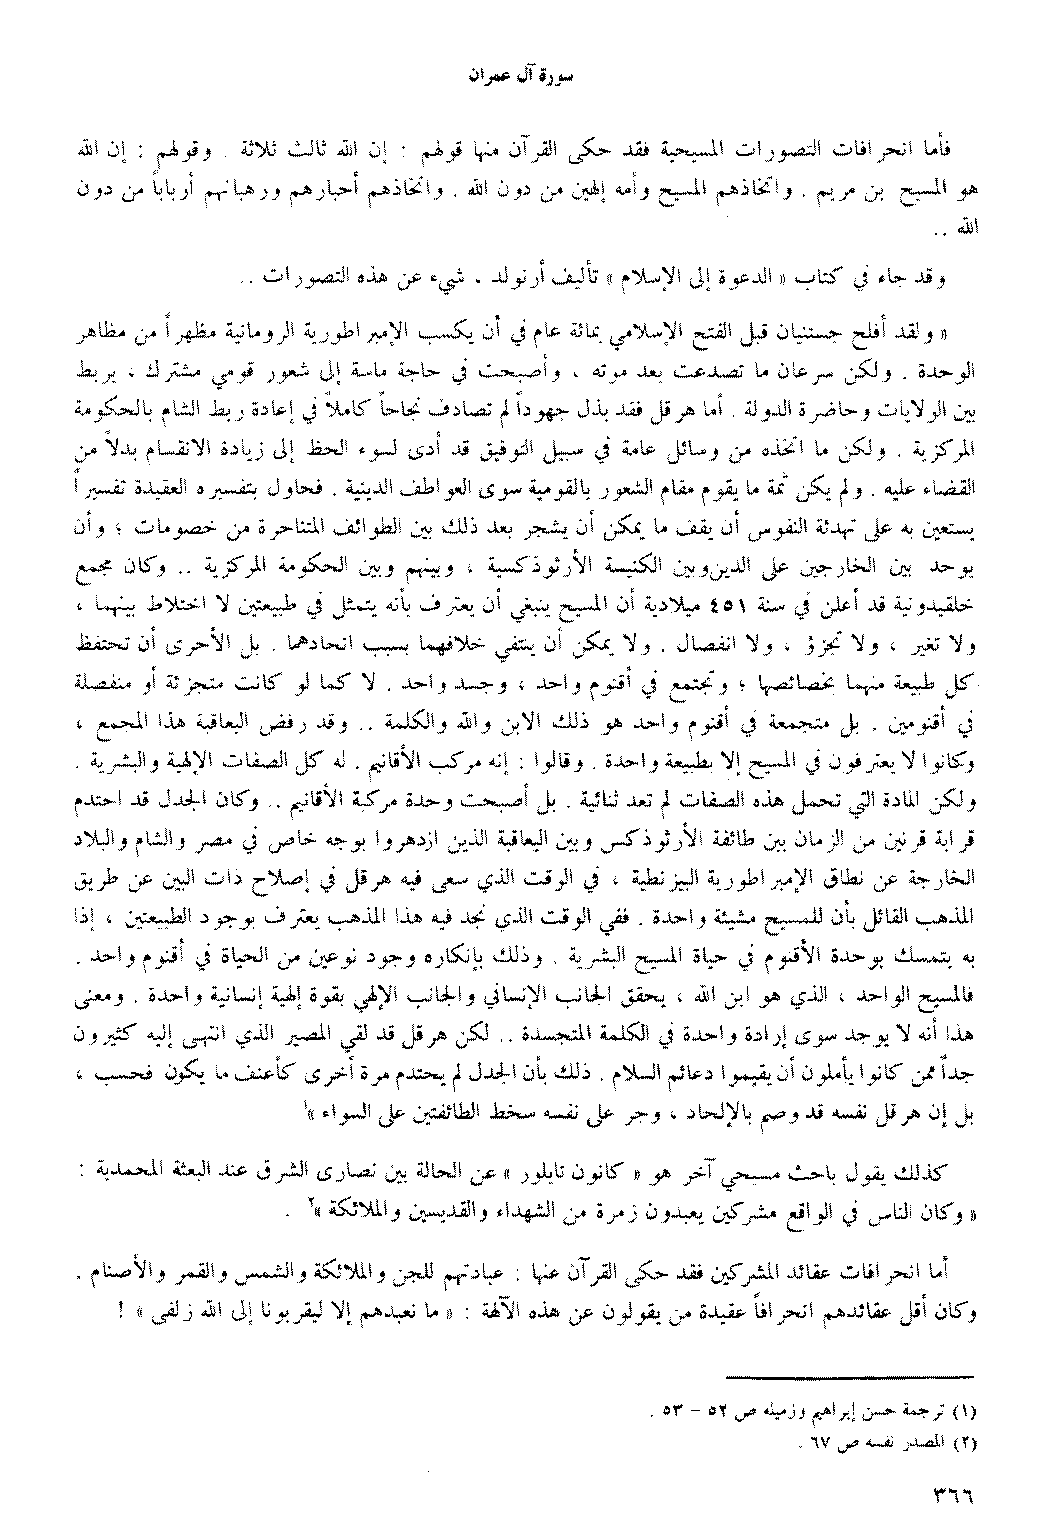 سورة آل عمران
فأما انحرافات التصورات المسيحية فقد حكى القرآن منها قولهم : إن الله ثالث ثلاثة . وقولهم : إن الله
هو المسيح بن مريم . واتخاذهم المسيح وأمه إلهين من دون الله . واتخاذهم أحبارهم ورهبانهم أرباباً من دون
الله ..
وقد جاء في كتاب « الدعوة إلى الإسلام » تأليف أرنولد ، شيء عن هذه التصورات ..
« ولقد أفلح جستنيان قبل الفتح الإسلامي بمائة عام في أن يكسب الإمبراطورية الرومانية مظهراً من مظاهر
الوحدة . ولكن سرعان ما تصدعت بعد موته ، وأصبحت في حاجة ماسة إلى شعور قومي مشترك ، يربط
بين الولايات وحاضرة الدولة . أما هرقل فقد بذل جهوداً لم تصادف نجاحاً كاملاً في إعادة ربط الشام بالحكومة
المركزية . ولكن ما اتخذه من وسائل عامة في سبيل التوفيق قد أدى لسوء الحظ إلى زيادة الانقسام بدلاً من
القضاء عليه . ولم يكن ثمة ما يقوم مقام الشعور بالقومية سوى العواطف الدينية . فحاول بتفسيره العقيدة تفسيراً
يستعين به على تهدئة النفوس أن يقف ما يمكن أن يشجر بعد ذلك بين الطوائف المتناحرة من خصومات ؛ وأن
يوحد بين الخارجين على الدين وبين الكنيسة الأرثوذكسية ، وبينهم وبين الحكومة المركزية .. وكان مجمع
خلقيدونية قد أعلن في سنة ٤٥١ ميلادية أن المسيح ينبغي أن يعترف بأنه يتمثل في طبيعتين لا اختلاط بينهما ،
ولا تغير ، ولا تجزؤ ، ولا انفصال . ولا يمكن أن ينتفي خلافهما بسبب اتحادهما . بل الأحرى أن تحتفظ
كل طبيعة منهما بخصائصها ؛ وتجتمع في أقنوم واحد ، وجسد واحد . لا كما لو كانت متجزئة أو منفصلة
في أقنومين . بل متجمعة في أقنوم واحد هو ذلك الابن والله والكلمة .. وقد رفض اليعاقبة هذا المجمع ،
وكانوا لا يعترفون في المسيح إلا بطبيعة واحدة . وقالوا : إنه مركب الأقانيم . له كل الصفات الإلهية والبشرية .
ولكن المادة التي تحمل هذه الصفات لم تعد ثنائية . بل أصبحت وحدة مركبة الأقانيم .. وكان الجدل قد احتدم
قرابة قرنين من الزمان بين طائفة الأرثوذكس وبين اليعاقبة الذين ازدهروا بوجه خاص في مصر والشام والبلاد
الخارجة عن نطاق الإمبراطورية البيزنطية ، في الوقت الذي سعى فيه هرقل في إصلاح ذات البين عن طريق
المذهب القائل بأن للمسيح مشيئة واحدة . ففي الوقت الذي نجد فيه هذا المذهب يعترف بوجود الطبيعتين ، إذا
به يتمسك بوحدة الأقنوم في حياة المسيح البشرية . وذلك بإنكاره وجود نوعين من الحياة في أقنوم واحد .
فالمسيح الواحد ، الذي هو ابن الله ، يحقق الجانب الإنساني والجانب الإلهي بقوة إلهية إنسانية واحدة . ومعنى
هذا أنه لا يوجد سوى إرادة واحدة في الكلمة المتجسدة .. لكن هرقل قد لقي المصير الذي انتهى إليه كثيرون
جداً ممن كانوا يأملون أن يقيموا دعائم السلام . ذلك بأن الجدل لم يحتدم مرة أخرى كأعنف ما يكون فحسب ،
بل إن هرقل نفسه قد وصم بالإلحاد ، وجر على نفسه سخط الطائفتين على السواء »١
كذلك يقول باحث مسيحي آخر هو « كانون تايلور » عن الحالة بين نصارى الشرق عند البعثة المحمدية :
« وكان الناس في الواقع مشركين يعبدون زمرة من الشهداء والقديسين والملائكة »٢ .
أما انحرافات عقائد المشركين فقد حكى القرآن عنها : عبادتهم للجن والملائكة والشمس والقمر والأصنام .
وكان أقل عقائدهم انحرافاً عقيدة من يقولون عن هذه الآلهة : « ما نعبدهم إلا ليقربونا إلى الله زلفى » !
(١) ترجمة حسن إبراهيم وزميله ص ٥٢ - ٥٣ .
(٢) المصدر نفسه ص ٦٧ .
٣٦٦